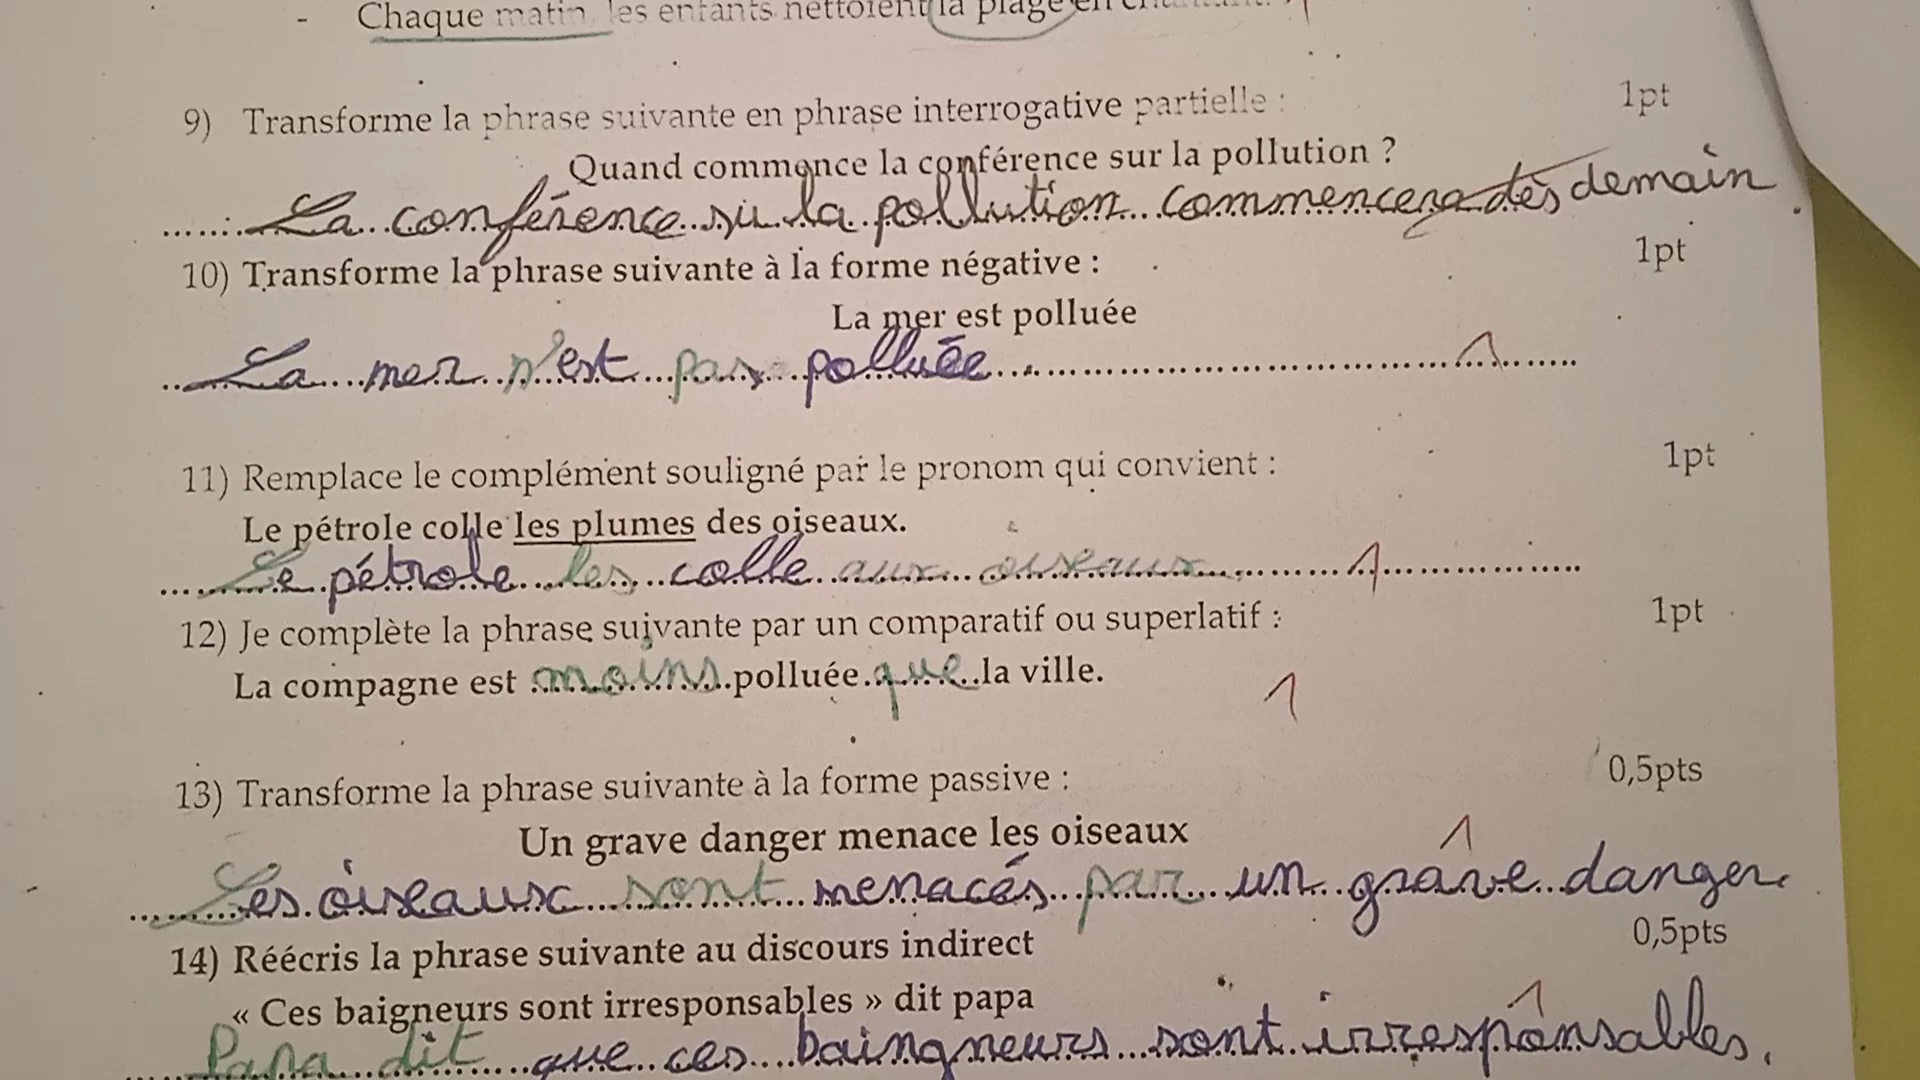 - Chaque matin, les enfants nettoient la plage en
9) Transforme la phrase suivante en phrase interrogative partielle : 1pt
Quand commence la conférence sur la pollution ?
La conférence su la pollution commencera dès demain
10) Transforme la phrase suivante à la forme négative : 1pt
La mer est polluée
La mer n'est pas polluée 1
11) Remplace le complément souligné par le pronom qui convient : 1pt
Le pétrole colle les plumes des oiseaux.
Le pétrole les colle aux oiseaux. 1
12) Je complète la phrase suivante par un comparatif ou superlatif : 1pt
La compagne est moins polluée que la ville. 1
13) Transforme la phrase suivante à la forme passive : 0,5pts
Un grave danger menace les oiseaux 1
Les oiseaux sont menacés par un grave danger.
14) Réécris la phrase suivante au discours indirect 0,5pts
« Ces baigneurs sont irresponsables » dit papa 1
Papa dit que ces baingneurs sont irresponsables.